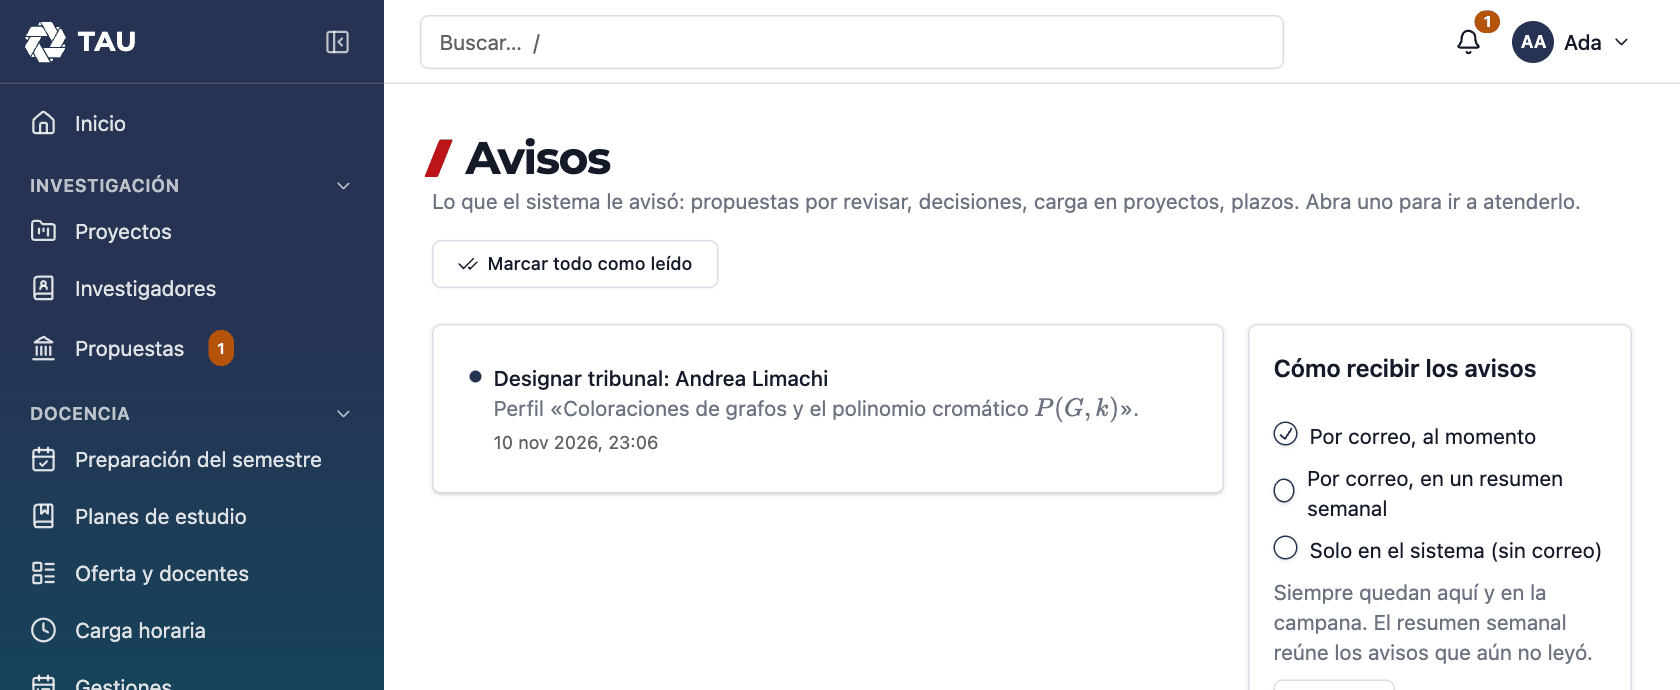 TAU
Buscar... /
1
AA Ada
Inicio
INVESTIGACIÓN
Proyectos
Investigadores
Propuestas 1
DOCENCIA
Preparación del semestre
Planes de estudio
Oferta y docentes
Carga horaria
Gestiones
Avisos
Lo que el sistema le avisó: propuestas por revisar, decisiones, carga en proyectos, plazos. Abra uno para ir a atenderlo.
Marcar todo como leído
Designar tribunal: Andrea Limachi
Perfil «Coloraciones de grafos y el polinomio cromático P(G, k)».
10 nov 2026, 23:06
Cómo recibir los avisos
Por correo, al momento
Por correo, en un resumen
semanal
Solo en el sistema (sin correo)
Siempre quedan aquí y en la
campana. El resumen semanal
reúne los avisos que aún no leyó.